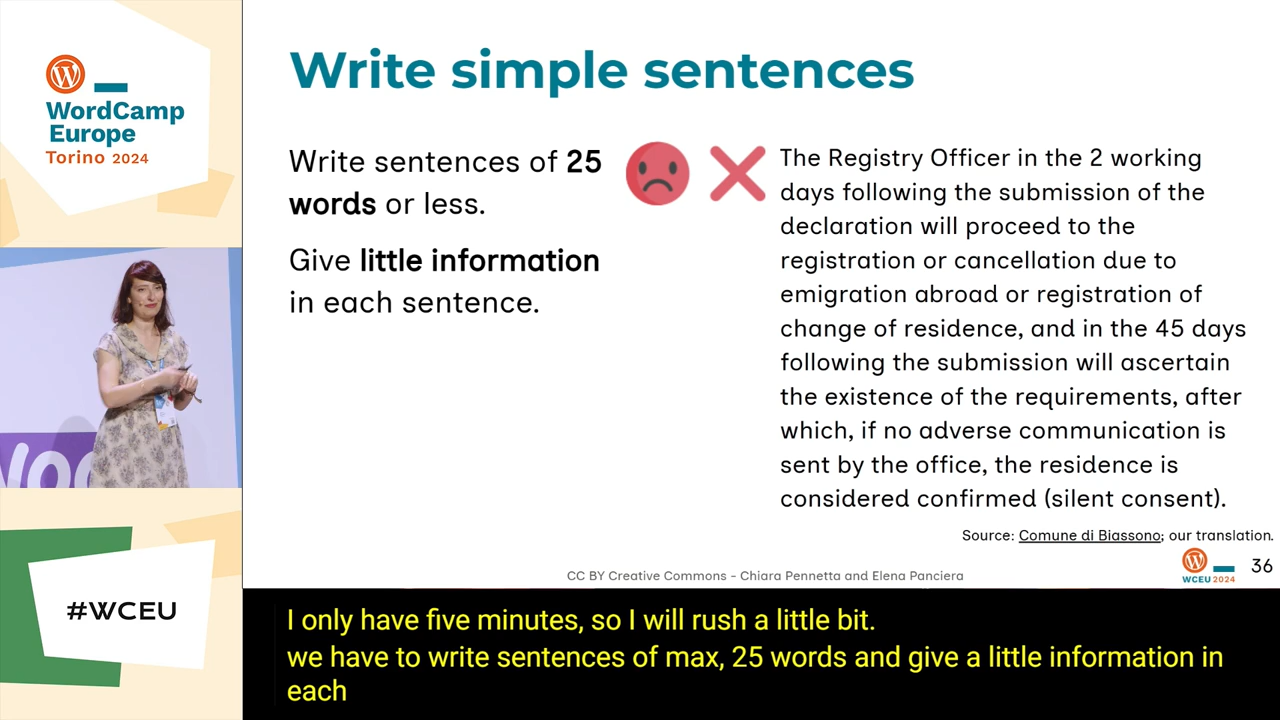 WordCamp
Europe
Torino 2024
Write simple sentences
Write sentences of 25
words or less.
Give little information
in each sentence.
The Registry Officer in the 2 working
days following the submission of the
declaration will proceed to the
registration or cancellation due to
emigration abroad or registration of
change of residence, and in the 45 days
following the submission will ascertain
the existence of the requirements, after
which, if no adverse communication is
sent by the office, the residence is
considered confirmed (silent consent).
Source: Comune di Biassono; our translation.
CC BY Creative Commons - Chiara Pennetta and Elena Panciera
WCEU 2024
36
#WCEU
I only have five minutes, so I will rush a little bit.
we have to write sentences of max, 25 words and give a little information in
each